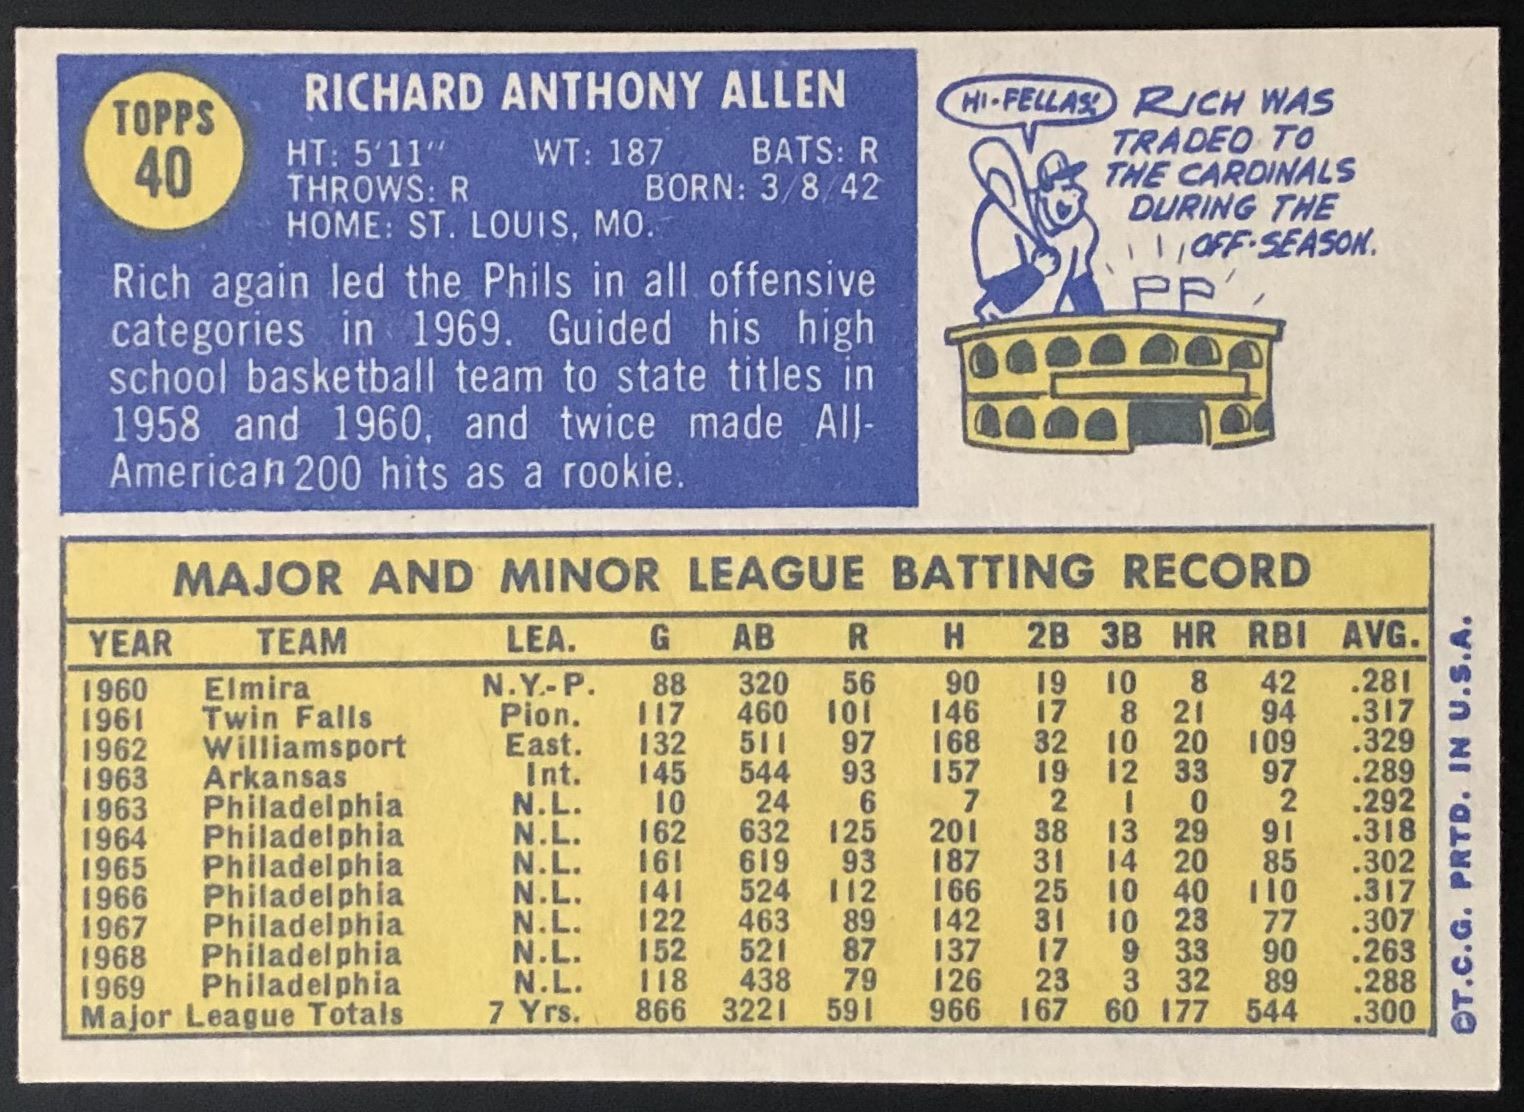 TOPPS
40
RICHARD ANTHONY ALLEN
HT: 5'11" WT: 187 BATS: R
THROWS: R BORN: 3/8/42
HOME: ST. LOUIS, MO.
Rich again led the Phils in all offensive
categories in 1969. Guided his high
school basketball team to state titles in
1958 and 1960, and twice made All-
American 200 hits as a rookie.
HI-FELLAS!
RICH WAS
TRADED TO
THE CARDINALS
DURING THE
OFF-SEASON.
MAJOR AND MINOR LEAGUE BATTING RECORD
YEAR TEAM LEA. G AB R H 2B 3B HR RBI AVG.
1960 Elmira N.Y.-P. 88 320 56 90 19 10 8 42 .281
1961 Twin Falls Pion. 117 460 101 146 17 8 21 94 .317
1962 Williamsport East. 132 511 97 168 32 10 20 109 .329
1963 Arkansas Int. 145 544 93 157 19 12 33 97 .289
1963 Philadelphia N.L. 10 24 6 7 2 1 0 2 .292
1964 Philadelphia N.L. 162 632 125 201 38 13 29 91 .318
1965 Philadelphia N.L. 161 619 93 187 31 14 20 85 .302
1966 Philadelphia N.L. 141 524 112 166 25 10 40 110 .317
1967 Philadelphia N.L. 122 463 89 142 31 10 23 77 .307
1968 Philadelphia N.L. 152 521 87 137 17 9 33 90 .263
1969 Philadelphia N.L. 118 438 79 126 23 3 32 89 .288
Major League Totals 7 Yrs. 866 3221 591 966 167 60 177 544 .300
©T.C.G. PRTD. IN U.S.A.